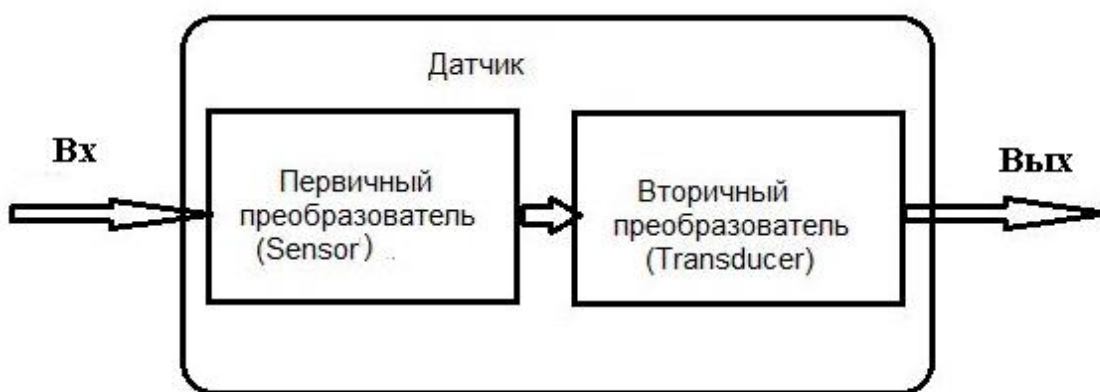 Датчик
Вх
Первичный
преобразователь
(Sensor)
Вторичный
преобразователь
(Transducer)
Вых